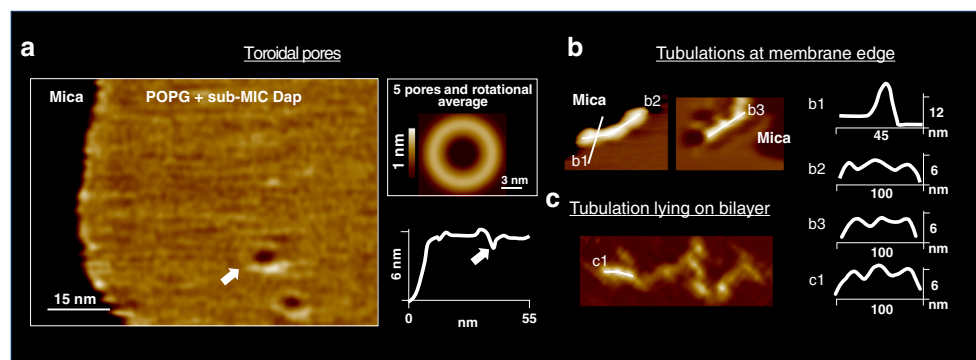 a
Toroidal pores
Mica
POPG + sub-MIC Dap
15 nm
5 pores and rotational
average
1 nm
3 nm
6 nm
0
nm
55
b
Tubulations at membrane edge
Mica
b2
b1
b3
Mica
b1
12
45
nm
b2
6
100
nm
b3
6
100
nm
c1
6
100
nm
c
Tubulation lying on bilayer
c1